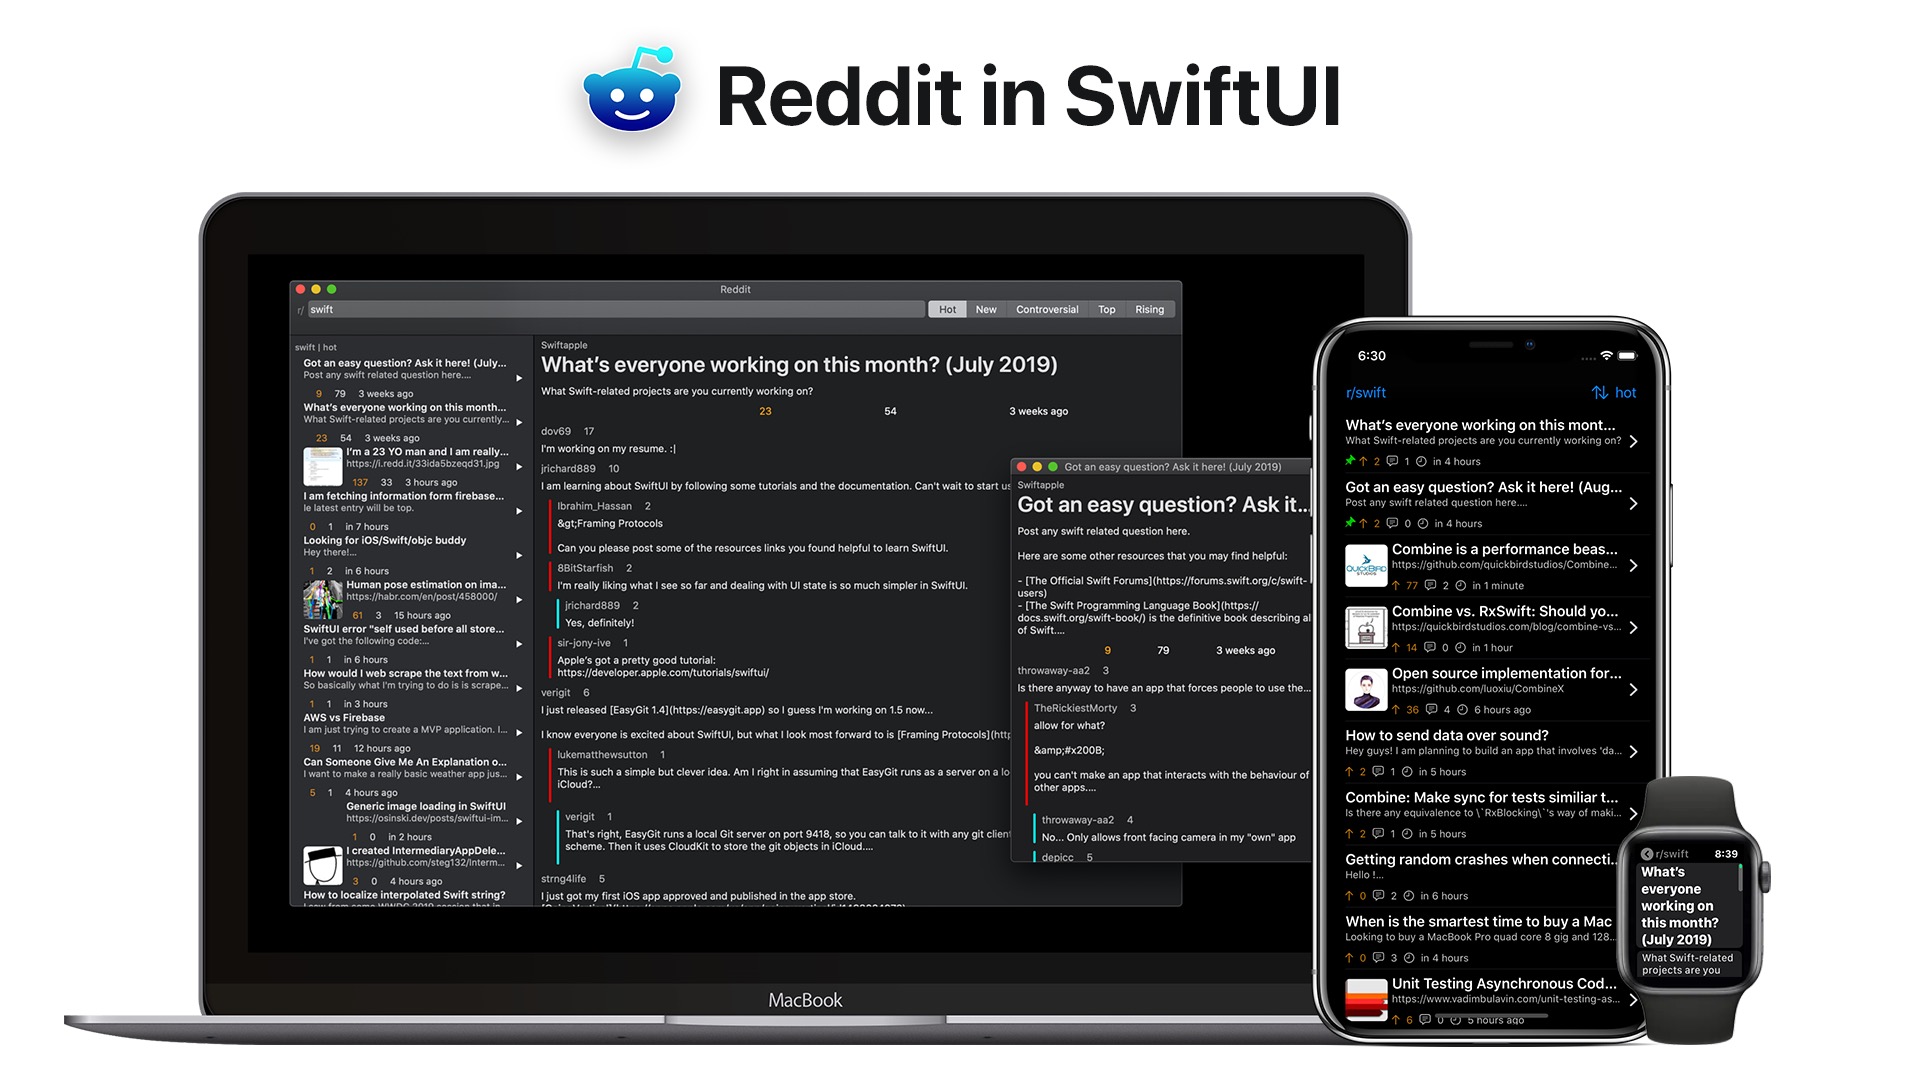 Reddit in SwiftUI
Reddit
r/ swift
Hot New Controversial Top Rising
swift | hot
Got an easy question? Ask it here! (July...
Post any swift related question here....
9 79 3 weeks ago
What's everyone working on this month...
What Swift-related projects are you currently...
23 54 3 weeks ago
I'm a 23 YO man and I am really...
https://i.redd.it/33ida5bzeqd31.jpg
137 33 3 hours ago
I am fetching information form firebase...
le latest entry will be top.
0 1 in 7 hours
Looking for iOS/Swift/objc buddy
Hey there!...
1 2 in 6 hours
Human pose estimation on ima...
https://habr.com/en/post/458000/
61 3 15 hours ago
SwiftUI error "self used before all store...
I've got the following code:...
1 1 in 6 hours
How would I web scrape the text from w...
So basically what I'm trying to do is is scrape...
1 1 in 3 hours
AWS vs Firebase
I am just trying to create a MVP application. I...
19 11 12 hours ago
Can Someone Give Me An Explanation o...
I want to make a really basic weather app jus...
5 1 4 hours ago
Generic image loading in SwiftUI
https://osinski.dev/posts/swiftui-im...
1 0 in 2 hours
I created IntermediaryAppDele...
https://github.com/steg132/Interm...
3 0 4 hours ago
How to localize interpolated Swift string?
Swiftapple
What's everyone working on this month? (July 2019)
What Swift-related projects are you currently working on?
23 54 3 weeks ago
dov69 17
I'm working on my resume. :|
jrichard889 10
I am learning about SwiftUI by following some tutorials and the documentation. Can't wait to start us
Ibrahim_Hassan 2
&gt;Framing Protocols
Can you please post some of the resources links you found helpful to learn SwiftUI.
8BitStarfish 2
I'm really liking what I see so far and dealing with UI state is so much simpler in SwiftUI.
jrichard889 2
Yes, definitely!
sir-jony-ive 1
Apple's got a pretty good tutorial:
https://developer.apple.com/tutorials/swiftui/
verigit 6
I just released [EasyGit 1.4](https://easygit.app) so I guess I'm working on 1.5 now...
I know everyone is excited about SwiftUI, but what I look most forward to is [Framing Protocols](http
lukematthewsutton 1
This is such a simple but clever idea. Am I right in assuming that EasyGit runs as a server on a lo
iCloud?...
verigit 1
That's right, EasyGit runs a local Git server on port 9418, so you can talk to it with any git client
scheme. Then it uses CloudKit to store the git objects in iCloud....
strng4life 5
I just got my first iOS app approved and published in the app store.
Got an easy question? Ask it here! (July 2019)
Swiftapple
Got an easy question? Ask it...
Post any swift related question here.
Here are some other resources that you may find helpful:
- [The Official Swift Forums](https://forums.swift.org/c/swift-
users)
- [The Swift Programming Language Book](https://
docs.swift.org/swift-book/) is the definitive book describing al
of Swift....
9 79 3 weeks ago
throwaway-aa2 3
Is there anyway to have an app that forces people to use the...
TheRickiestMorty 3
allow for what?
&amp;#x200B;
you can't make an app that interacts with the behaviour of
other apps....
throwaway-aa2 4
No... Only allows front facing camera in my "own" app
depicc 5
MacBook
6:30
r/swift hot
What's everyone working on this mont...
What Swift-related projects are you currently working on?
2 1 in 4 hours
Got an easy question? Ask it here! (Aug...
Post any swift related question here....
2 0 in 4 hours
QUICKBIRD
STUDIOS
Combine is a performance beas...
https://github.com/quickbirdstudios/Combine...
77 2 in 1 minute
Combine vs. RxSwift: Should yo...
https://quickbirdstudios.com/blog/combine-vs...
14 0 in 1 hour
Open source implementation for...
https://github.com/luoxiu/CombineX
36 4 6 hours ago
How to send data over sound?
Hey guys! I am planning to build an app that involves 'da...
2 1 in 5 hours
Combine: Make sync for tests similiar t...
Is there any equivalence to \`RxBlocking\`'s way of maki...
2 1 in 5 hours
Getting random crashes when connecti...
Hello !...
0 2 in 6 hours
When is the smartest time to buy a Mac
Looking to buy a MacBook Pro quad core 8 gig and 128...
0 3 in 4 hours
Unit Testing Asynchronous Cod...
https://www.vadimbulavin.com/unit-testing-as...
6 0 5 hours ago
r/swift 8:39
What's
everyone
working on
this month?
(July 2019)
What Swift-related
projects are you